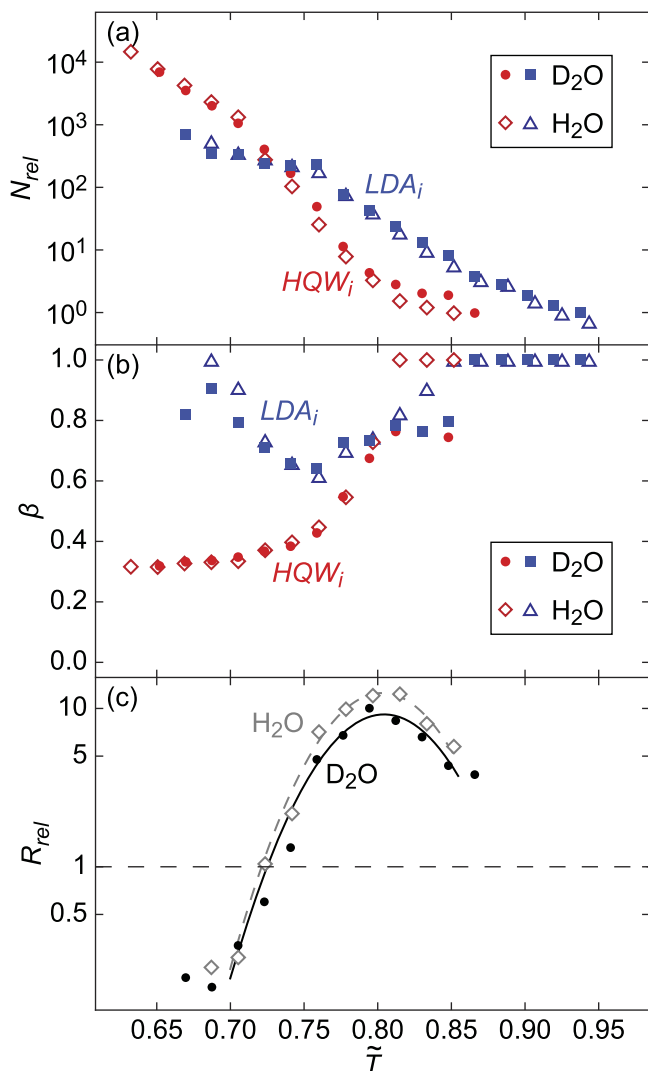 (a)
10⁴
10³
10²
10¹
10⁰
N_rel
D₂O
H₂O
LDA_i
HQW_i
(b)
1.0
0.8
0.6
0.4
0.2
0.0
β
LDA_i
HQW_i
D₂O
H₂O
(c)
10
5
1
0.5
R_rel
H₂O
D₂O
0.65 0.70 0.75 0.80 0.85 0.90 0.95
T̃